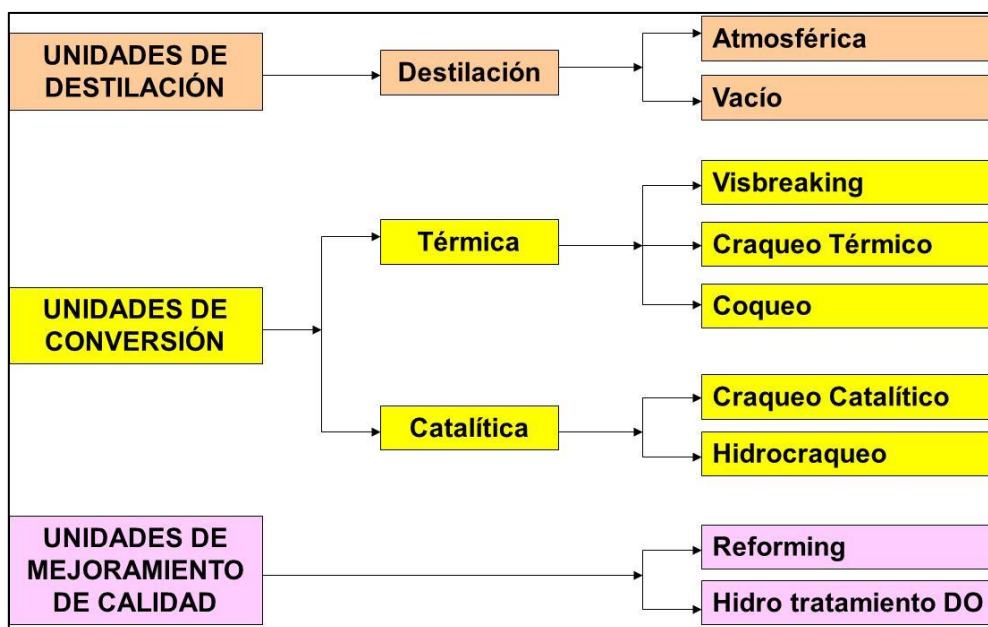 UNIDADES DE
DESTILACIÓN
Destilación
Atmosférica
Vacío
UNIDADES DE
CONVERSIÓN
Térmica
Visbreaking
Craqueo Térmico
Coqueo
Catalítica
Craqueo Catalítico
Hidrocraqueo
UNIDADES DE
MEJORAMIENTO
DE CALIDAD
Reforming
Hidro tratamiento DO